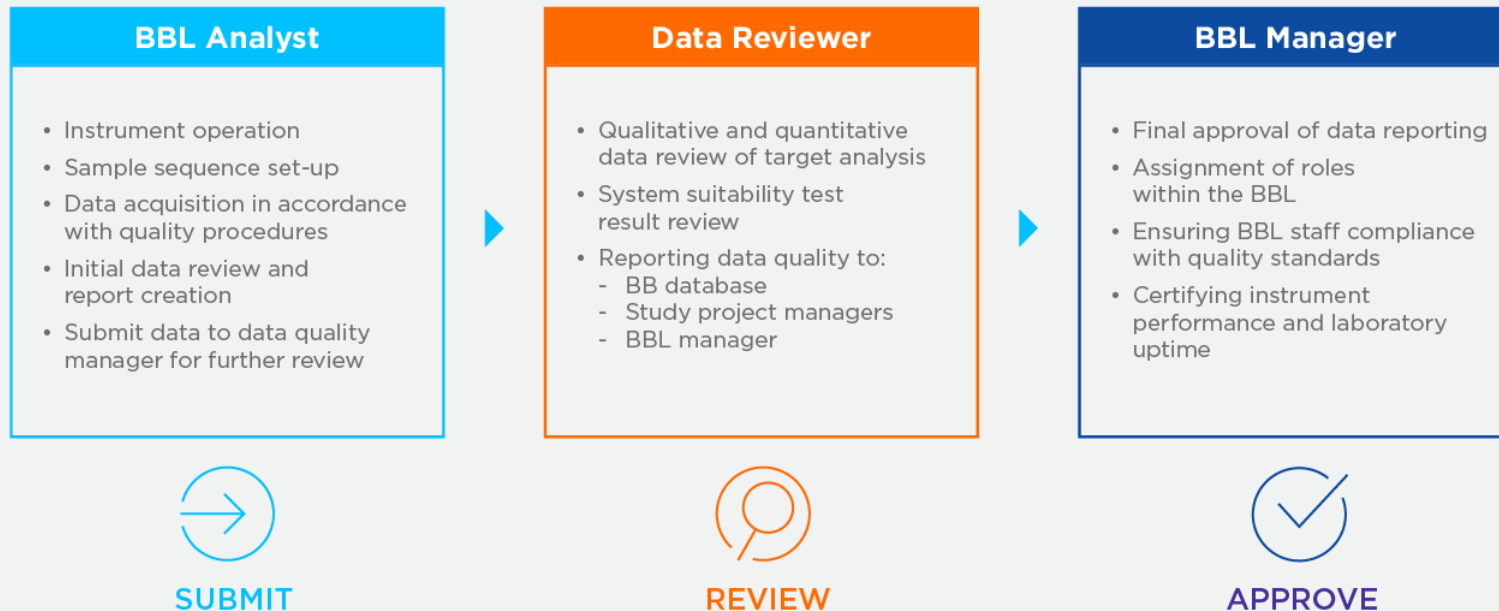 BBL Analyst
• Instrument operation
• Sample sequence set-up
• Data acquisition in accordance
with quality procedures
• Initial data review and
report creation
• Submit data to data quality
manager for further review
SUBMIT
Data Reviewer
• Qualitative and quantitative
data review of target analysis
• System suitability test
result review
• Reporting data quality to:
- BB database
- Study project managers
- BBL manager
REVIEW
BBL Manager
• Final approval of data reporting
• Assignment of roles
within the BBL
• Ensuring BBL staff compliance
with quality standards
• Certifying instrument
performance and laboratory
uptime
APPROVE